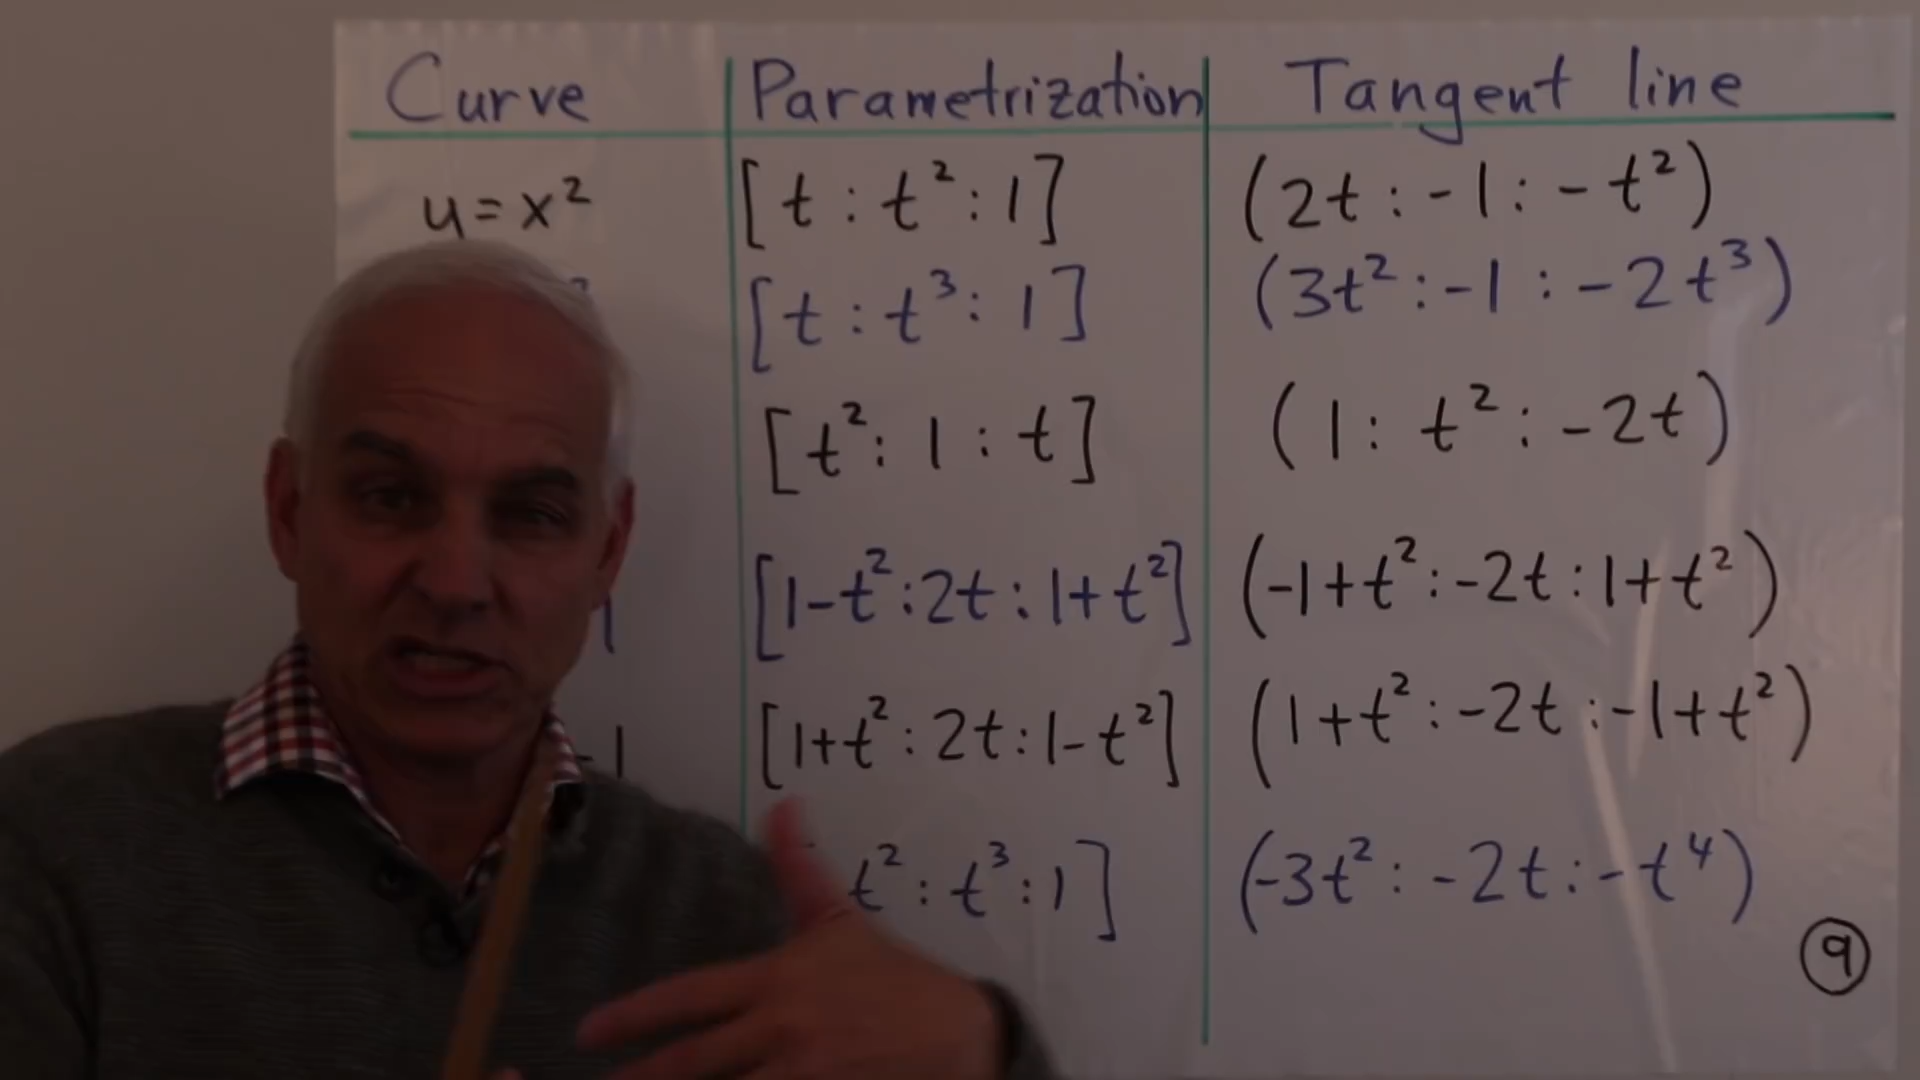 Curve Parametrization Tangent line
y=x² [t : t² : 1] (2t : -1 : -t²)
[t : t³ : 1] (3t² : -1 : -2t³)
[t² : 1 : t] (1 : t² : -2t)
[1-t² : 2t : 1+t²] (-1+t² : -2t : 1+t²)
-1 [1+t² : 2t : 1-t²] (1+t² : -2t : -1+t²)
t² : t³ : 1] (-3t² : -2t : -t⁴)
9